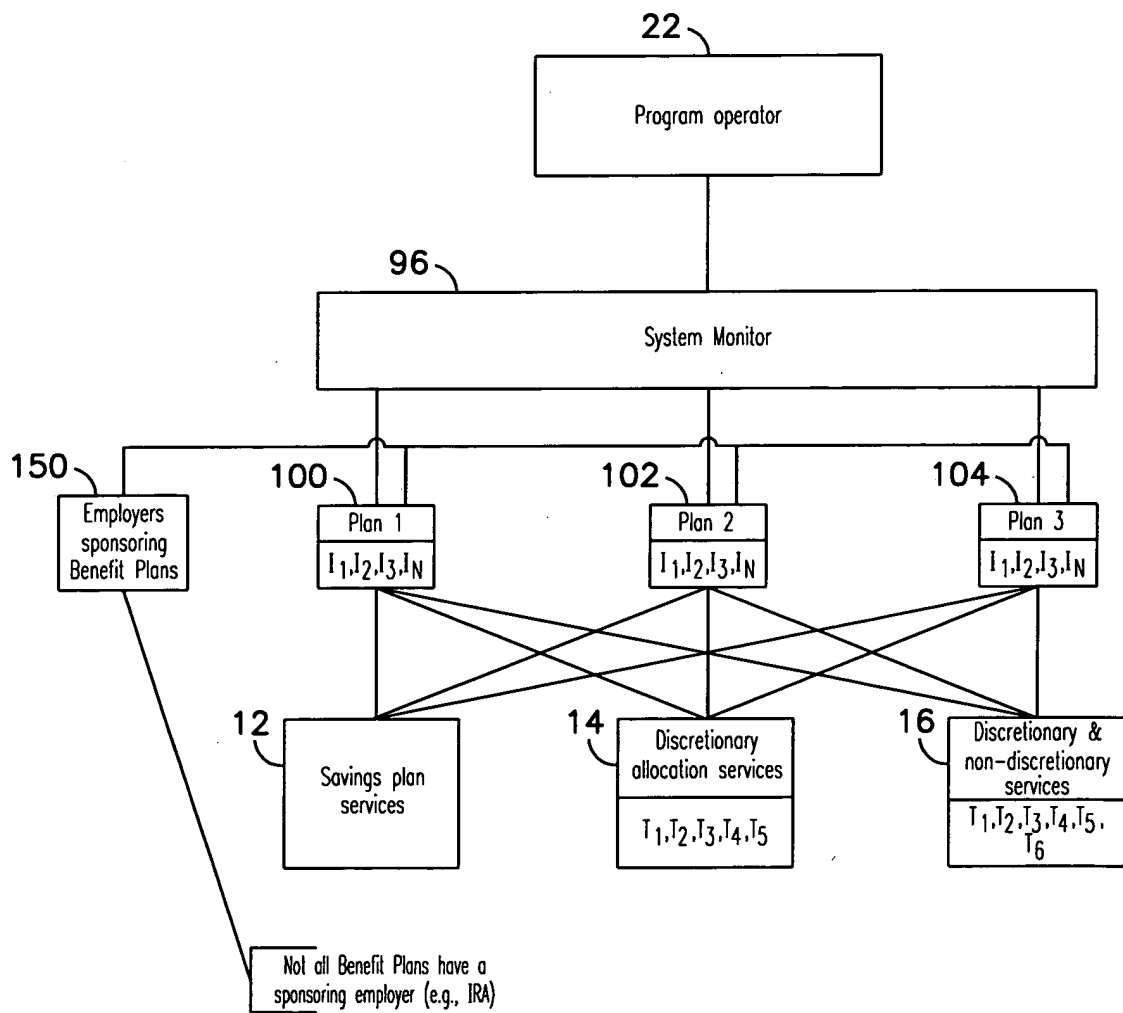 22
Program operator
96
System Monitor
150
100
102
104
Employers
sponsoring
Benefit Plans
Plan 1
I1,I2,I3,IN
Plan 2
I1,I2,I3,IN
Plan 3
I1,I2,I3,IN
12
Savings plan
services
14
Discretionary
allocation services
T1,T2,T3,T4,T5
16
Discretionary &
non-discretionary
services
T1,T2,T3,T4,T5,
T6
Not all Benefit Plans have a
sponsoring employer (e.g., IRA)